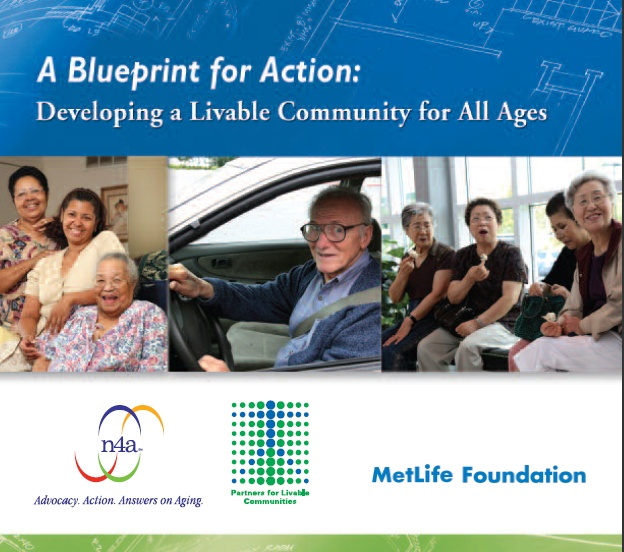 A Blueprint for Action:
Developing a Livable Community for All Ages
n4a
Advocacy. Action. Answers on Aging.
Partners for Livable
Communities
MetLife Foundation